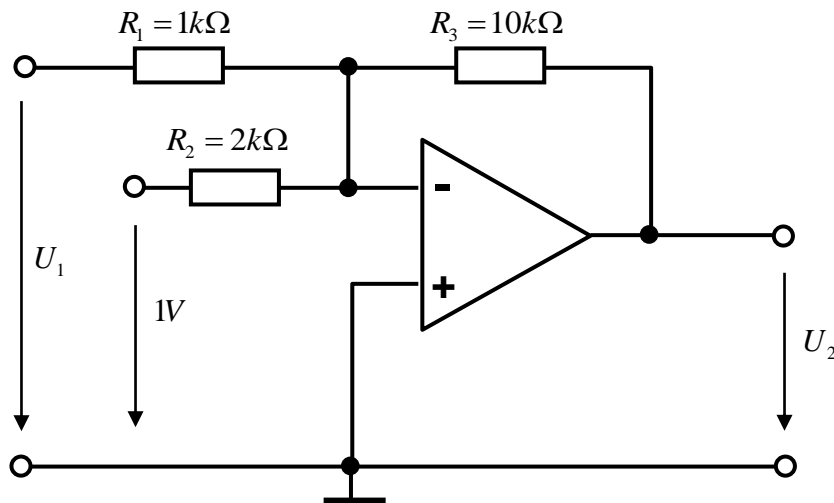 R₁ = 1kΩ
R₃ = 10kΩ
R₂ = 2kΩ
-
U₁
+
1V
U₂